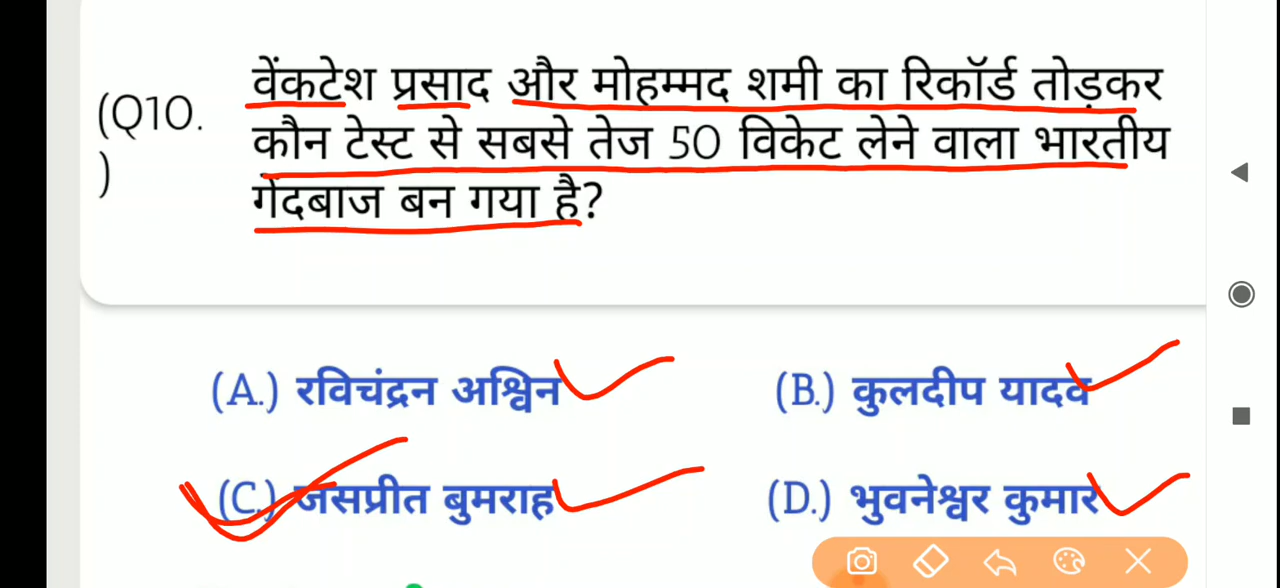 (Q10.
)
वेंकटेश प्रसाद और मोहम्मद शमी का रिकॉर्ड तोड़कर
कौन टेस्ट से सबसे तेज 50 विकेट लेने वाला भारतीय
गेंदबाज बन गया है?
(A.) रविचंद्रन अश्विन
(B.) कुलदीप यादव
(C.) जसप्रीत बुमराह
(D.) भुवनेश्वर कुमार